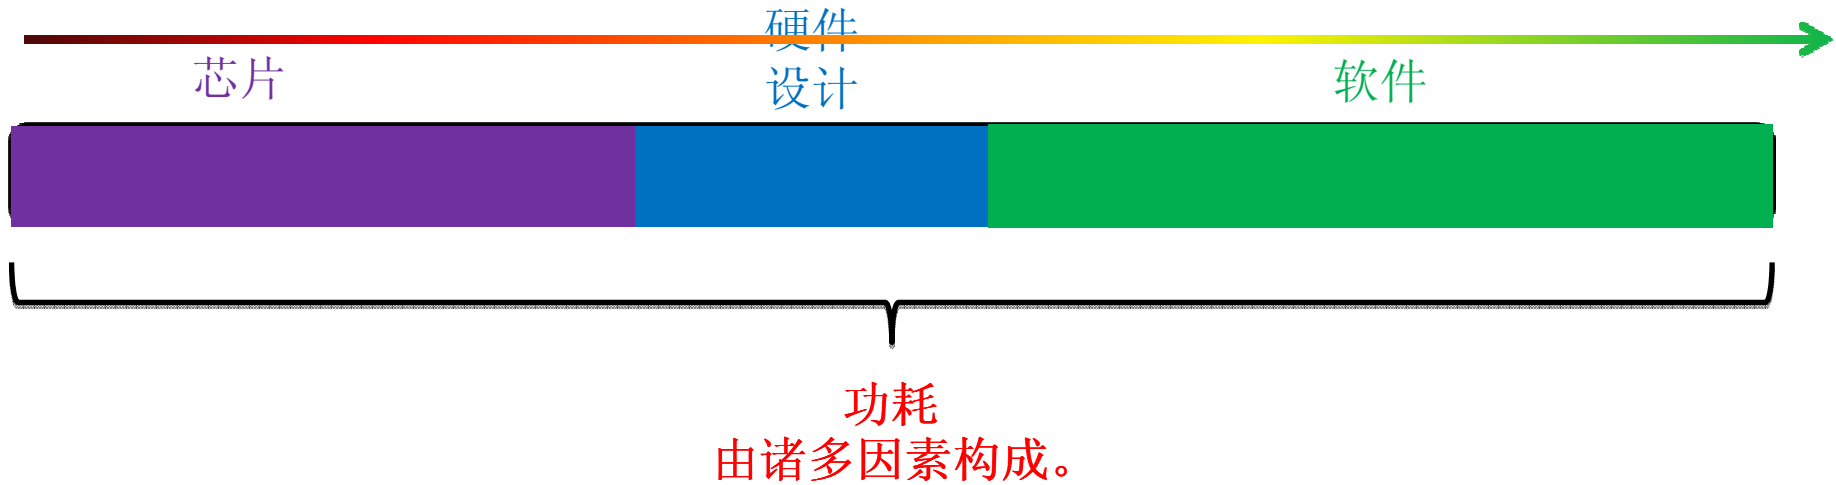 芯片
硬件
设计
软件
功耗
由诸多因素构成。